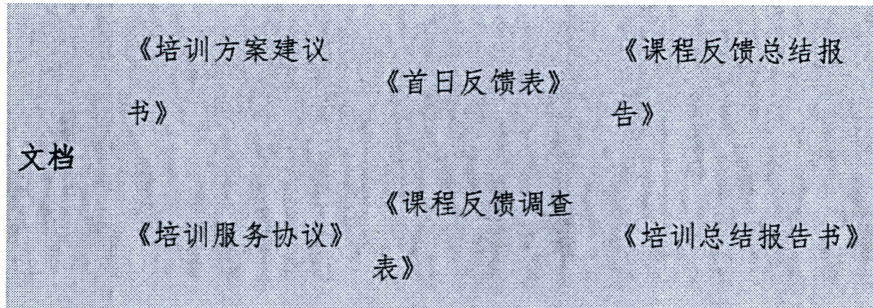 文档
《培训方案建议
书》
《首日反馈表》
《课程反馈总结报
告》
《培训服务协议》
《课程反馈调查
表》
《培训总结报告书》